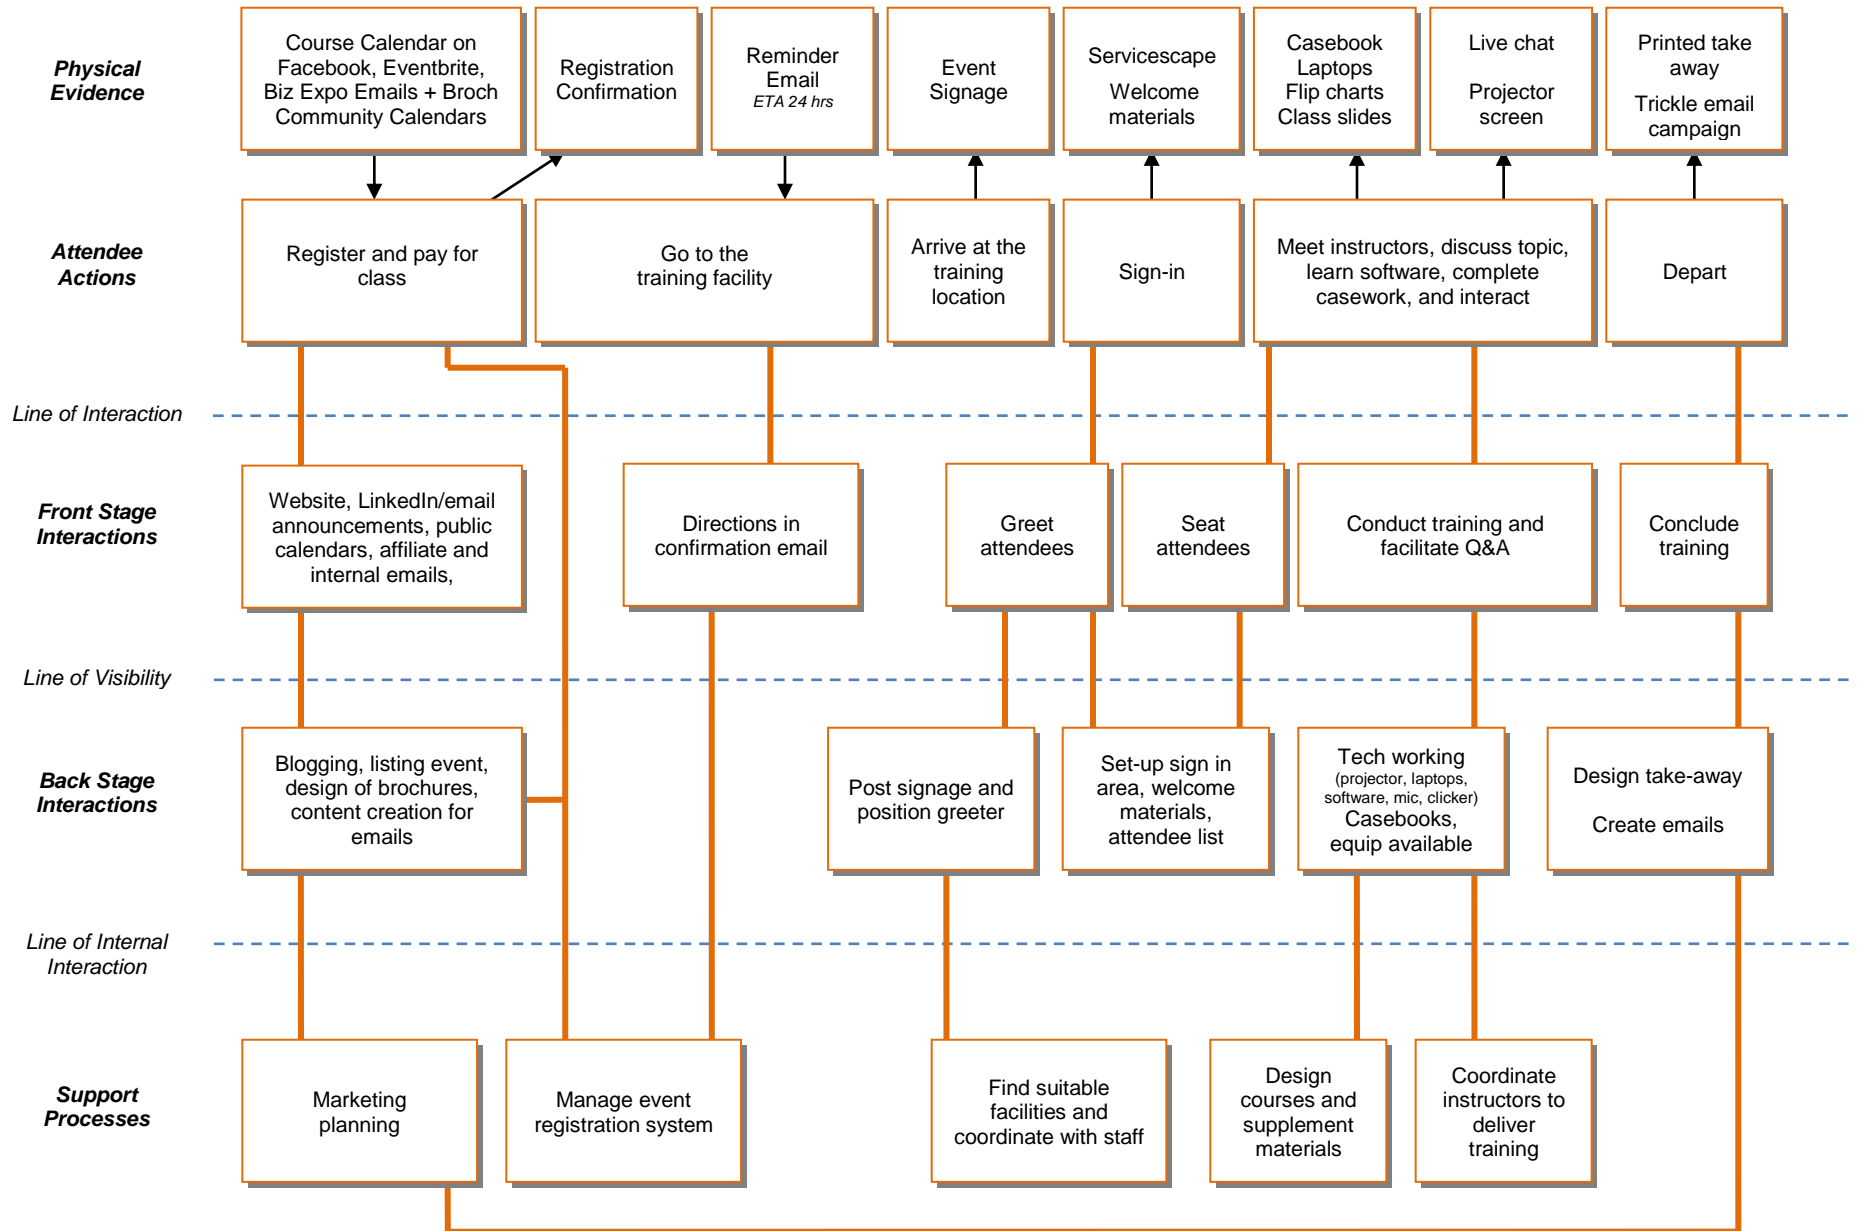 Physical
Evidence
Course Calendar on
Facebook, Eventbrite,
Biz Expo Emails + Broch
Community Calendars
Registration
Confirmation
Reminder
Email
ETA 24 hrs
Event
Signage
Servicescape
Welcome
materials
Casebook
Laptops
Flip charts
Class slides
Live chat
Projector
screen
Printed take
away
Trickle email
campaign
Attendee
Actions
Register and pay for
class
Go to the
training facility
Arrive at the
training
location
Sign-in
Meet instructors, discuss topic,
learn software, complete
casework, and interact
Depart
Line of Interaction
Front Stage
Interactions
Website, LinkedIn/email
announcements, public
calendars, affiliate and
internal emails,
Directions in
confirmation email
Greet
attendees
Seat
attendees
Conduct training and
facilitate Q&A
Conclude
training
Line of Visibility
Back Stage
Interactions
Blogging, listing event,
design of brochures,
content creation for
emails
Post signage and
position greeter
Set-up sign in
area, welcome
materials,
attendee list
Tech working
(projector, laptops,
software, mic, clicker)
Casebooks,
equip available
Design take-away
Create emails
Line of Internal
Interaction
Support
Processes
Marketing
planning
Manage event
registration system
Find suitable
facilities and
coordinate with staff
Design
courses and
supplement
materials
Coordinate
instructors to
deliver
training